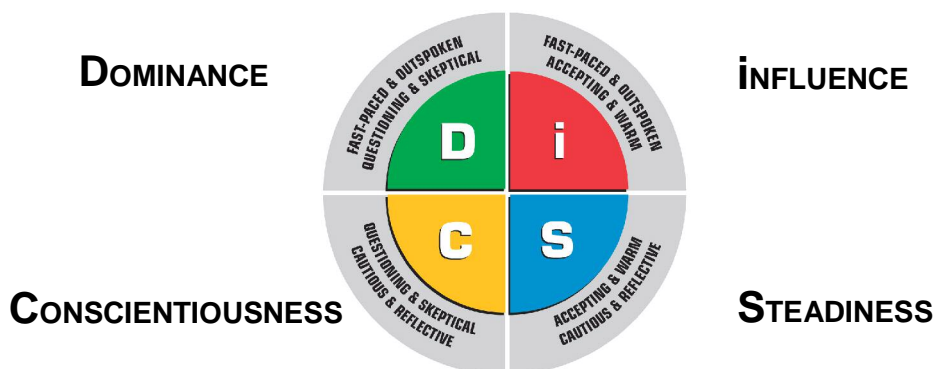 DOMINANCE
FAST-PACED & OUTSPOKEN
QUESTIONING & SKEPTICAL
D
FAST-PACED & OUTSPOKEN
ACCEPTING & WARM
i
iNFLUENCE
CONSCIENTIOUSNESS
QUESTIONING & SKEPTICAL
CAUTIOUS & REFLECTIVE
C
ACCEPTING & WARM
CAUTIOUS & REFLECTIVE
S
STEADINESS